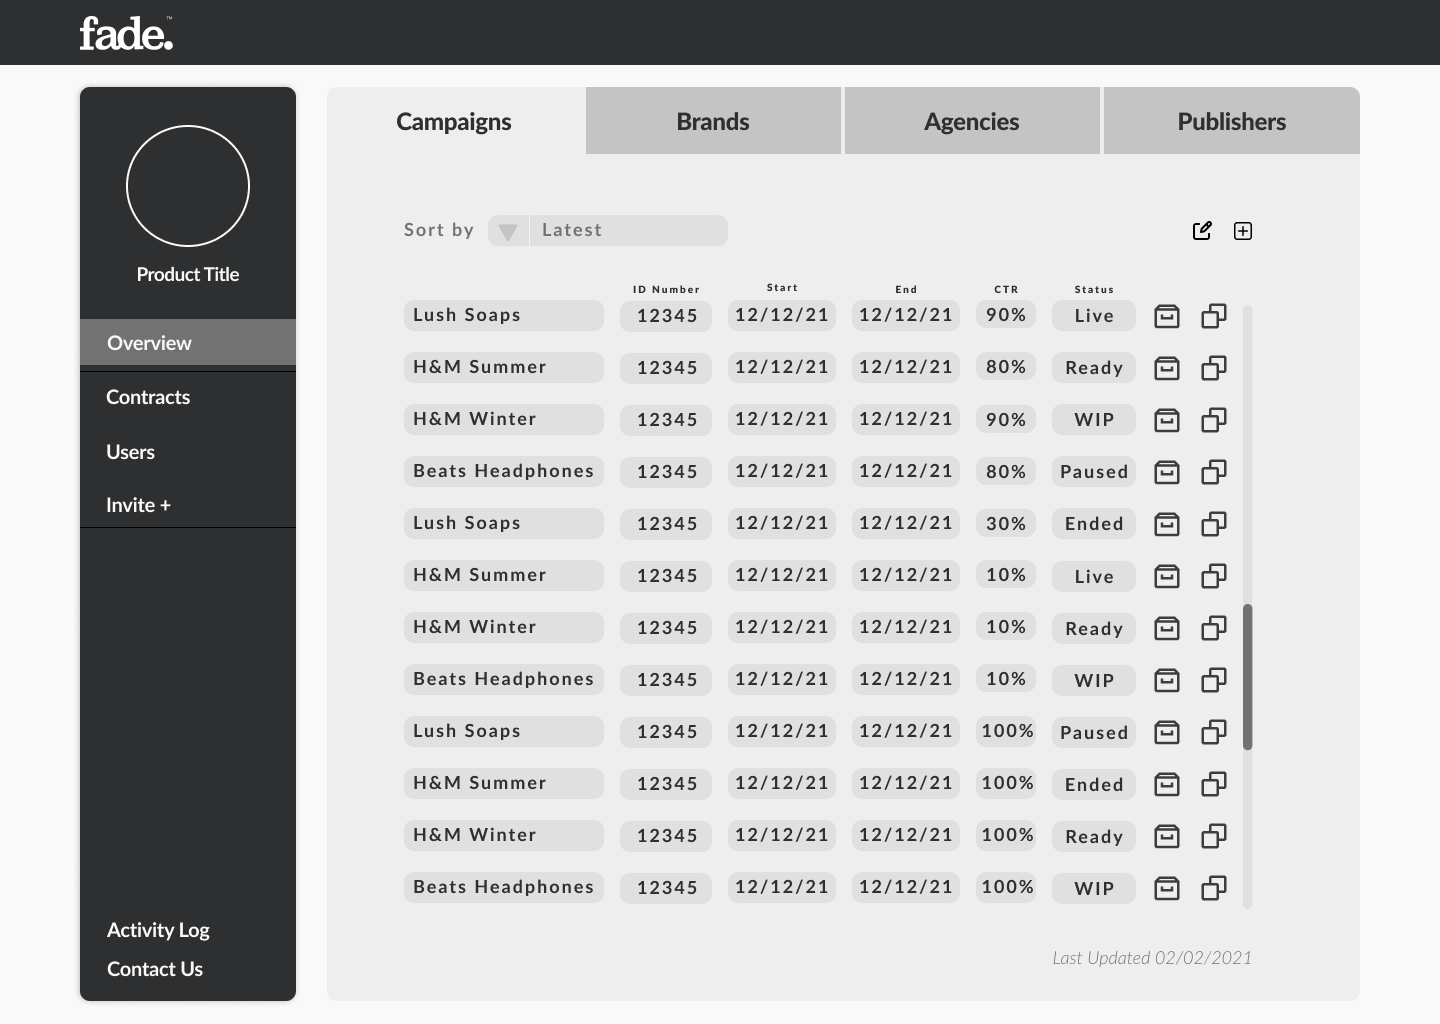 fade.™
Product Title
Overview
Contracts
Users
Invite +
Activity Log
Contact Us
Campaigns Brands Agencies Publishers
Sort by Latest
ID Number Start End CTR Status
Lush Soaps 12345 12/12/21 12/12/21 90% Live
H&M Summer 12345 12/12/21 12/12/21 80% Ready
H&M Winter 12345 12/12/21 12/12/21 90% WIP
Beats Headphones 12345 12/12/21 12/12/21 80% Paused
Lush Soaps 12345 12/12/21 12/12/21 30% Ended
H&M Summer 12345 12/12/21 12/12/21 10% Live
H&M Winter 12345 12/12/21 12/12/21 10% Ready
Beats Headphones 12345 12/12/21 12/12/21 10% WIP
Lush Soaps 12345 12/12/21 12/12/21 100% Paused
H&M Summer 12345 12/12/21 12/12/21 100% Ended
H&M Winter 12345 12/12/21 12/12/21 100% Ready
Beats Headphones 12345 12/12/21 12/12/21 100% WIP
Last Updated 02/02/2021